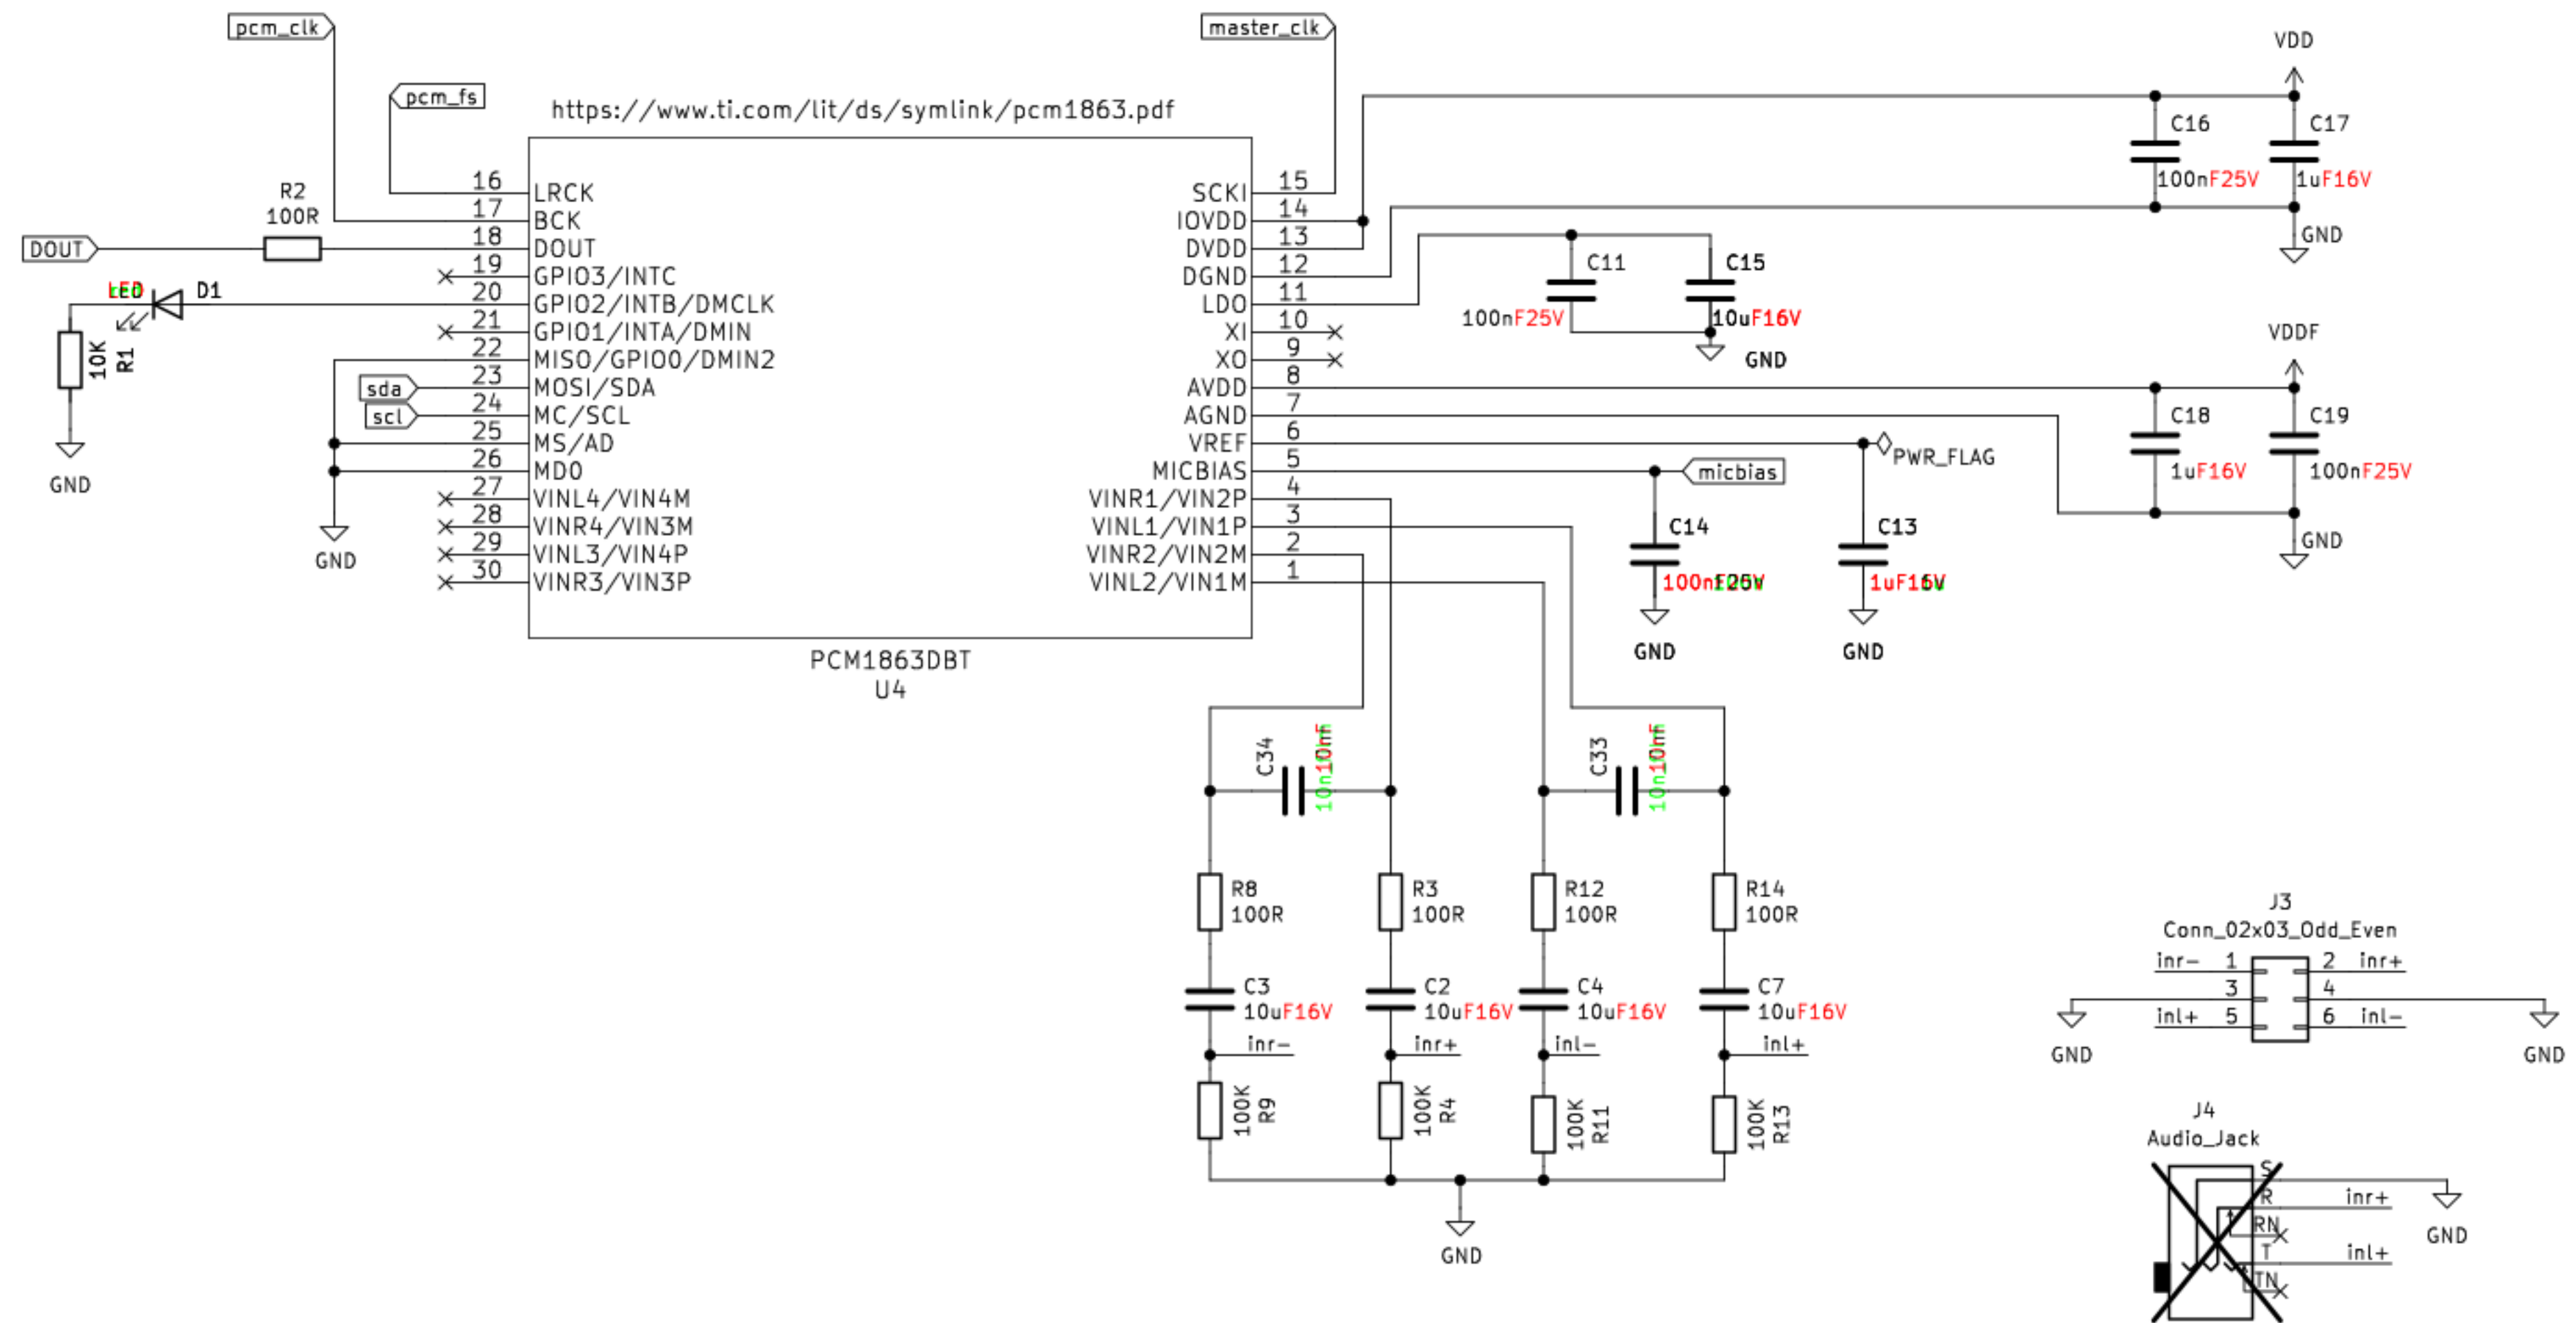 pcm_clk
pcm_fs
https://www.ti.com/lit/ds/symlink/pcm1863.pdf
master_clk
VDD
C16
100nF25V
C17
1uF16V
GND
R2
100R
DOUT
LED
D1
10K
R1
GND
sda
scl
GND
16 LRCK
17 BCK
18 DOUT
19 GPIO3/INTC
20 GPIO2/INTB/DMCLK
21 GPIO1/INTA/DMIN
22 MISO/GPIO0/DMIN2
23 MOSI/SDA
24 MC/SCL
25 MS/AD
26 MD0
27 VINL4/VIN4M
28 VINR4/VIN3M
29 VINL3/VIN4P
30 VINR3/VIN3P
SCKI 15
IOVDD 14
DVDD 13
DGND 12
LDO 11
XI 10
XO 9
AVDD 8
AGND 7
VREF 6
MICBIAS 5
VINR1/VIN2P 4
VINL1/VIN1P 3
VINR2/VIN2M 2
VINL2/VIN1M 1
PCM1863DBT
U4
C11
100nF25V
C15
10uF16V
GND
VDDF
C18
1uF16V
C19
100nF25V
GND
PWR_FLAG
micbias
C14
GND
C13
GND
C34
10nF
C33
10nF
R8
100R
R3
100R
R12
100R
R14
100R
C3
10uF16V
C2
10uF16V
C4
10uF16V
C7
10uF16V
inr-
inr+
inl-
inl+
100K
R9
100K
R4
100K
R11
100K
R13
GND
J3
Conn_02x03_Odd_Even
inr- 1 2 inr+
3 4
inl+ 5 6 inl-
GND
GND
J4
Audio_Jack
S
R inr+
RN
T inl+
TN
GND